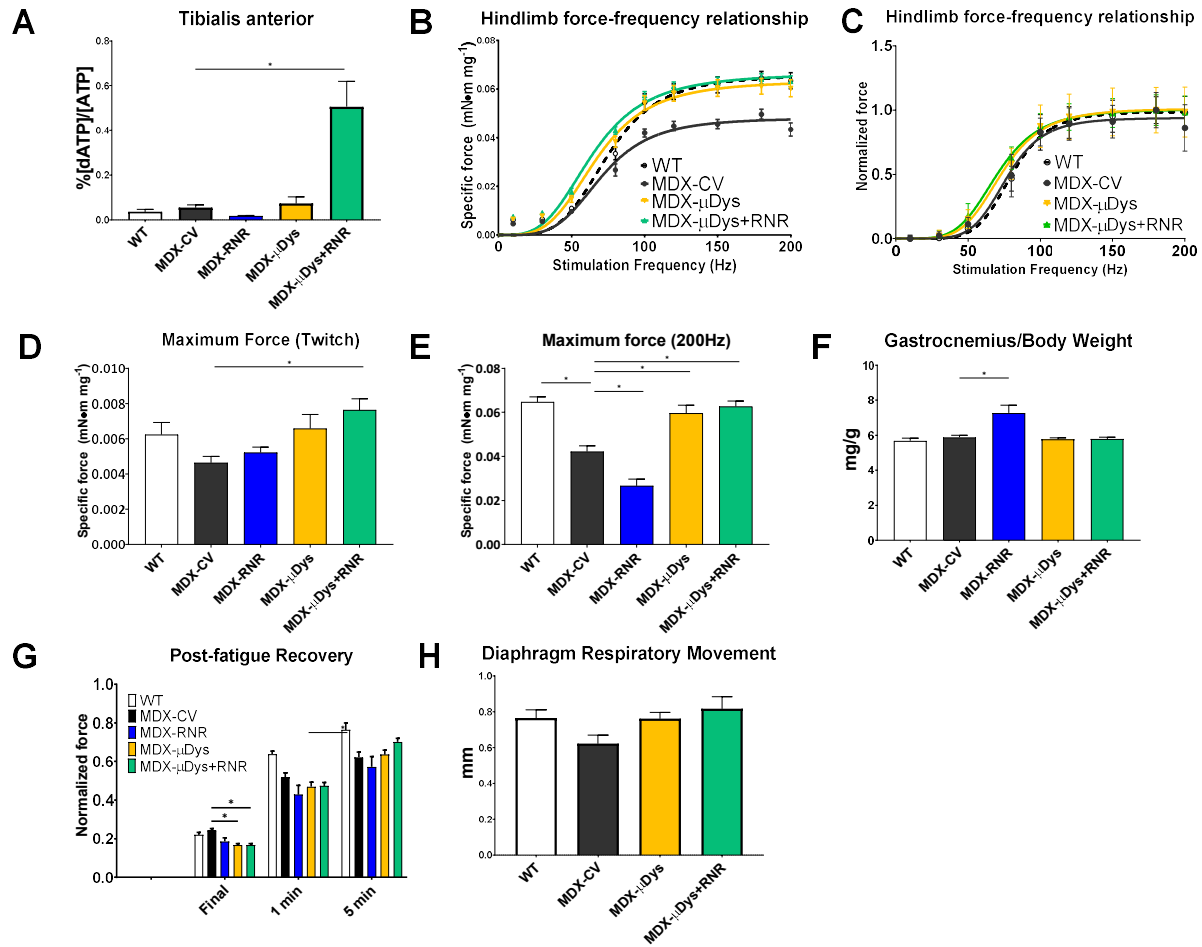 A
Tibialis anterior
%[dATP]/[ATP]
0.8
0.6
0.4
0.2
0.0
*
WT
MDX-CV
MDX-RNR
MDX-μDys
MDX-μDys+RNR
B
Hindlimb force-frequency relationship
Specific force (mN•m mg-1)
0.08
0.06
0.04
0.02
0.00
0
50
100
150
200
Stimulation Frequency (Hz)
WT
MDX-CV
MDX-μDys
MDX-μDys+RNR
C
Hindlimb force-frequency relationship
Normalized force
1.5
1.0
0.5
0.0
0
50
100
150
200
Stimulation Frequency (Hz)
WT
MDX-CV
MDX-μDys
MDX-μDys+RNR
D
Maximum Force (Twitch)
Specific force (mN•m mg-1)
0.010
0.008
0.006
0.004
0.002
0.000
*
WT
MDX-CV
MDX-RNR
MDX-μDys
MDX-μDys+RNR
E
Maximum force (200Hz)
Specific force (mN•m mg-1)
0.08
0.06
0.04
0.02
0.00
*
*
*
*
WT
MDX-CV
MDX-RNR
MDX-μDys
MDX-μDys+RNR
F
Gastrocnemius/Body Weight
mg/g
10
8
6
4
2
0
*
WT
MDX-CV
MDX-RNR
MDX-μDys
MDX-μDys+RNR
G
Post-fatigue Recovery
Normalized force
1.0
0.8
0.6
0.4
0.2
0.0
WT
MDX-CV
MDX-RNR
MDX-μDys
MDX-μDys+RNR
*
*
*
Final
1 min
5 min
H
Diaphragm Respiratory Movement
mm
0.8
0.6
0.4
0.2
0.0
WT
MDX-CV
MDX-μDys
MDX-μDys+RNR